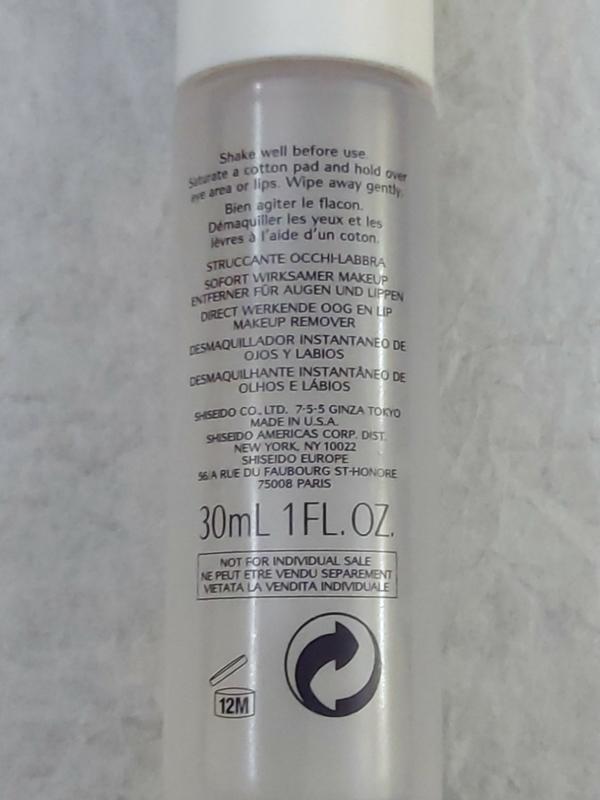 Shake well before use.
Saturate a cotton pad and hold over
eye area or lips. Wipe away gently.
Bien agiter le flacon.
Démaquiller les yeux et les
lèvres à l'aide d'un coton.
STRUCCANTE OCCHI-LABBRA
SOFORT WIRKSAMER MAKEUP
ENTFERNER FÜR AUGEN UND LIPPEN
DIRECT WERKENDE OOG EN LIP
MAKEUP REMOVER
DESMAQUILLADOR INSTANTANEO DE
OJOS Y LABIOS
DESMAQUILHANTE INSTANTÂNEO DE
OLHOS E LÁBIOS
SHISEIDO CO., LTD. 7-5-5 GINZA TOKYO
MADE IN U.S.A.
SHISEIDO AMERICAS CORP. DIST.
NEW YORK, NY 10022
SHISEIDO EUROPE
56/A RUE DU FAUBOURG ST-HONORE
75008 PARIS
30mL 1 FL. OZ.
NOT FOR INDIVIDUAL SALE
NE PEUT ETRE VENDU SEPAREMENT
VIETATA LA VENDITA INDIVIDUALE
12M